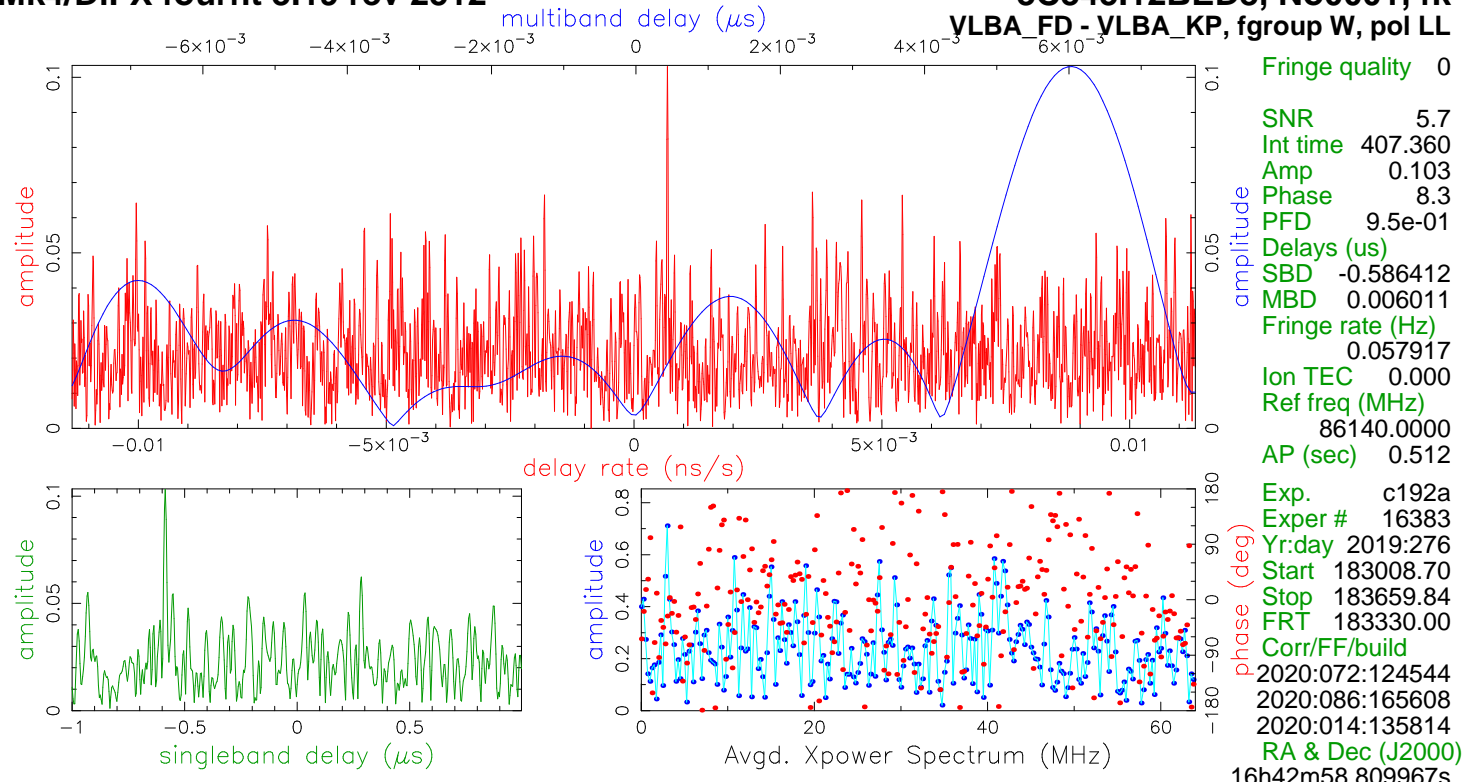 multiband delay (μs)
VLBA_FD - VLBA_KP, fgroup W, pol LL
−6×10⁻³ −4×10⁻³ −2×10⁻³ 0 2×10⁻³ 4×10⁻³ 6×10⁻³
amplitude
0 0.05 0.1
amplitude
0 0.05 0.1
−0.01 −5×10⁻³ 0 5×10⁻³ 0.01
delay rate (ns/s)
amplitude
0 0.05 0.1
−1 −0.5 0 0.5
singleband delay (μs)
amplitude
0 0.2 0.4 0.6 0.8
phase (deg)
−180 −90 0 90 180
0 20 40 60
Avgd. Xpower Spectrum (MHz)
Fringe quality 0
SNR 5.7
Int time 407.360
Amp 0.103
Phase 8.3
PFD 9.5e-01
Delays (us)
SBD -0.586412
MBD 0.006011
Fringe rate (Hz)
0.057917
Ion TEC 0.000
Ref freq (MHz)
86140.0000
AP (sec) 0.512
Exp. c192a
Exper # 16383
Yr:day 2019:276
Start 183008.70
Stop 183659.84
FRT 183330.00
Corr/FF/build
2020:072:124544
2020:086:165608
2020:014:135814
RA & Dec (J2000)
16h42m58.809967s